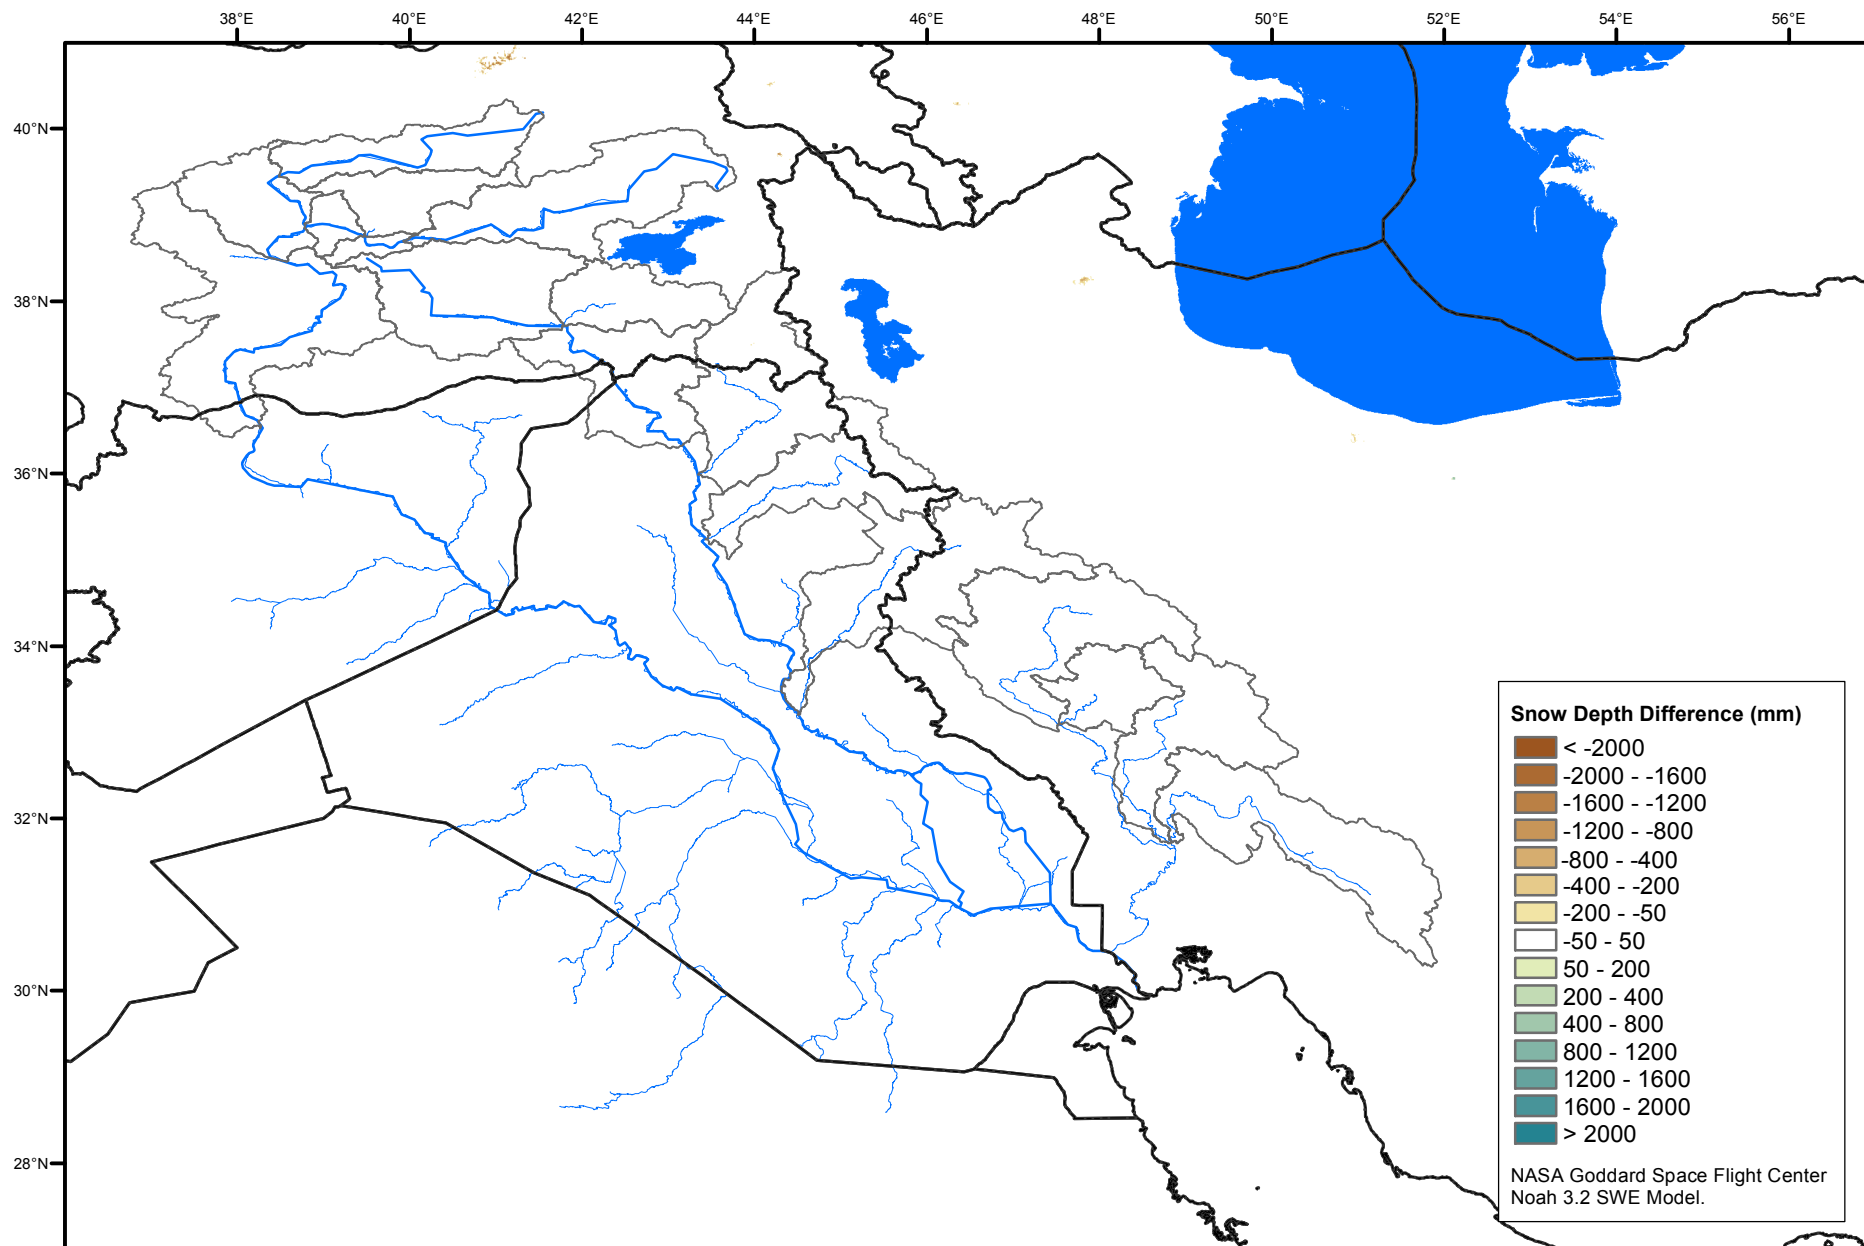 38°E 40°E 42°E 44°E 46°E 48°E 50°E 52°E 54°E 56°E
40°N
38°N
36°N
34°N
32°N
30°N
28°N
Snow Depth Difference (mm)
< -2000
-2000 - -1600
-1600 - -1200
-1200 - -800
-800 - -400
-400 - -200
-200 - -50
-50 - 50
50 - 200
200 - 400
400 - 800
800 - 1200
1200 - 1600
1600 - 2000
> 2000
NASA Goddard Space Flight Center
Noah 3.2 SWE Model.